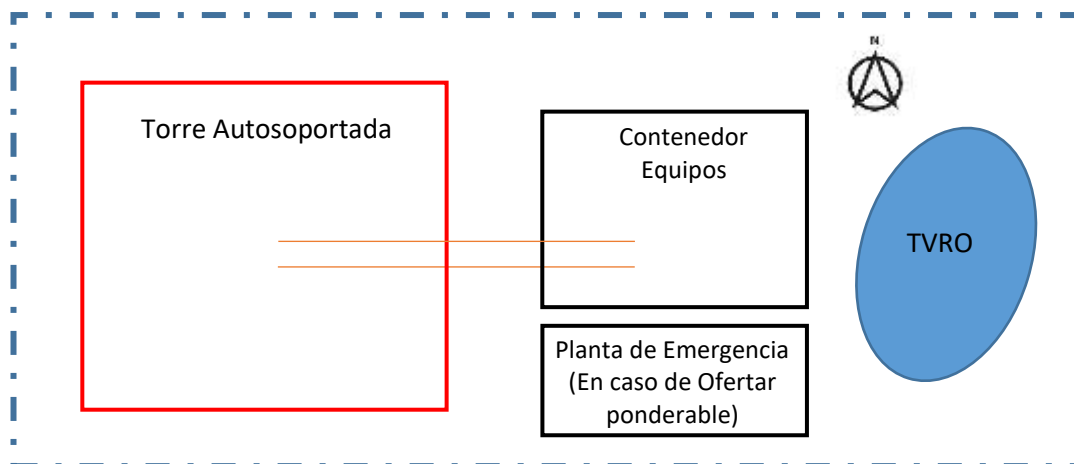 N
Torre Autosoportada
Contenedor
Equipos
TVRO
Planta de Emergencia
(En caso de Ofertar
ponderable)